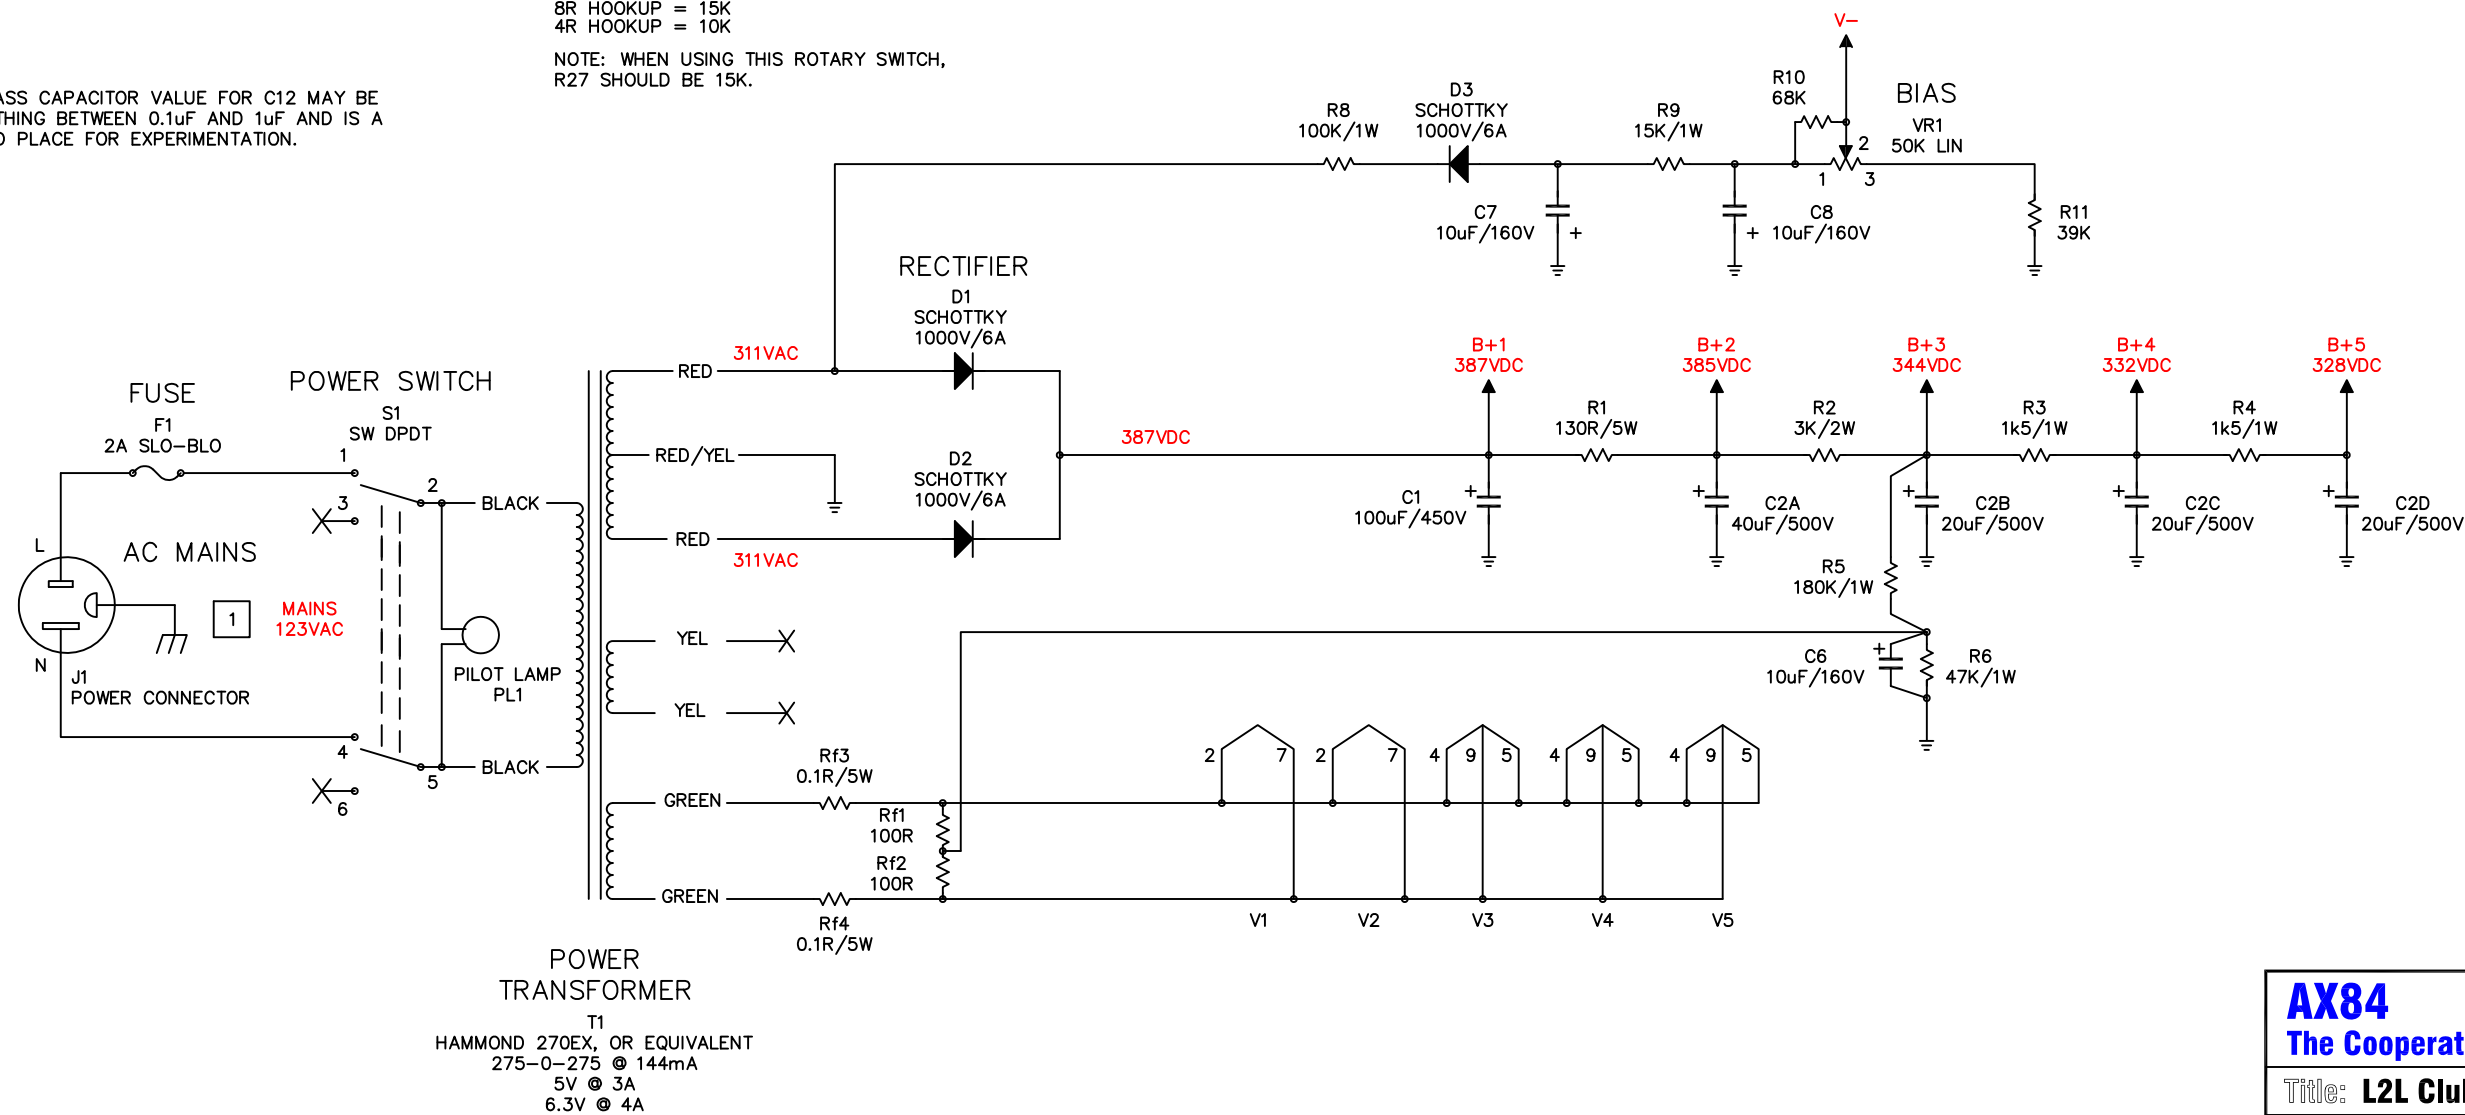 8R HOOKUP = 15K
4R HOOKUP = 10K
NOTE: WHEN USING THIS ROTARY SWITCH,
R27 SHOULD BE 15K.
CAPACITOR VALUE FOR C12 MAY BE
BETWEEN 0.1uF AND 1uF AND IS A
PLACE FOR EXPERIMENTATION.
V-
R10
68K
BIAS
VR1
50K LIN
2
1
3
R8
100K/1W
D3
SCHOTTKY
1000V/6A
R9
15K/1W
C7
10uF/160V
+
C8
10uF/160V
+
R11
39K
RECTIFIER
D1
SCHOTTKY
1000V/6A
311VAC
RED
RED/YEL
D2
SCHOTTKY
1000V/6A
RED
311VAC
387VDC
B+1
387VDC
B+2
385VDC
B+3
344VDC
B+4
332VDC
B+5
328VDC
R1
130R/5W
R2
3K/2W
R3
1k5/1W
R4
1k5/1W
+
C1
100uF/450V
+
C2A
40uF/500V
+
C2B
20uF/500V
+
C2C
20uF/500V
+
C2D
20uF/500V
R5
180K/1W
C6
10uF/160V
+
R6
47K/1W
FUSE
F1
2A SLO-BLO
POWER SWITCH
S1
SW DPDT
1
2
3
4
5
6
BLACK
BLACK
L
AC MAINS
1
MAINS
123VAC
N
J1
POWER CONNECTOR
PILOT LAMP
PL1
YEL
YEL
GREEN
GREEN
Rf3
0.1R/5W
Rf1
100R
Rf2
100R
Rf4
0.1R/5W
2 7
2 7
4 9 5
4 9 5
4 9 5
V1 V2 V3 V4 V5
POWER
TRANSFORMER
T1
HAMMOND 270EX, OR EQUIVALENT
275-0-275 @ 144mA
5V @ 3A
6.3V @ 4A
AX84
The
Title: L2L